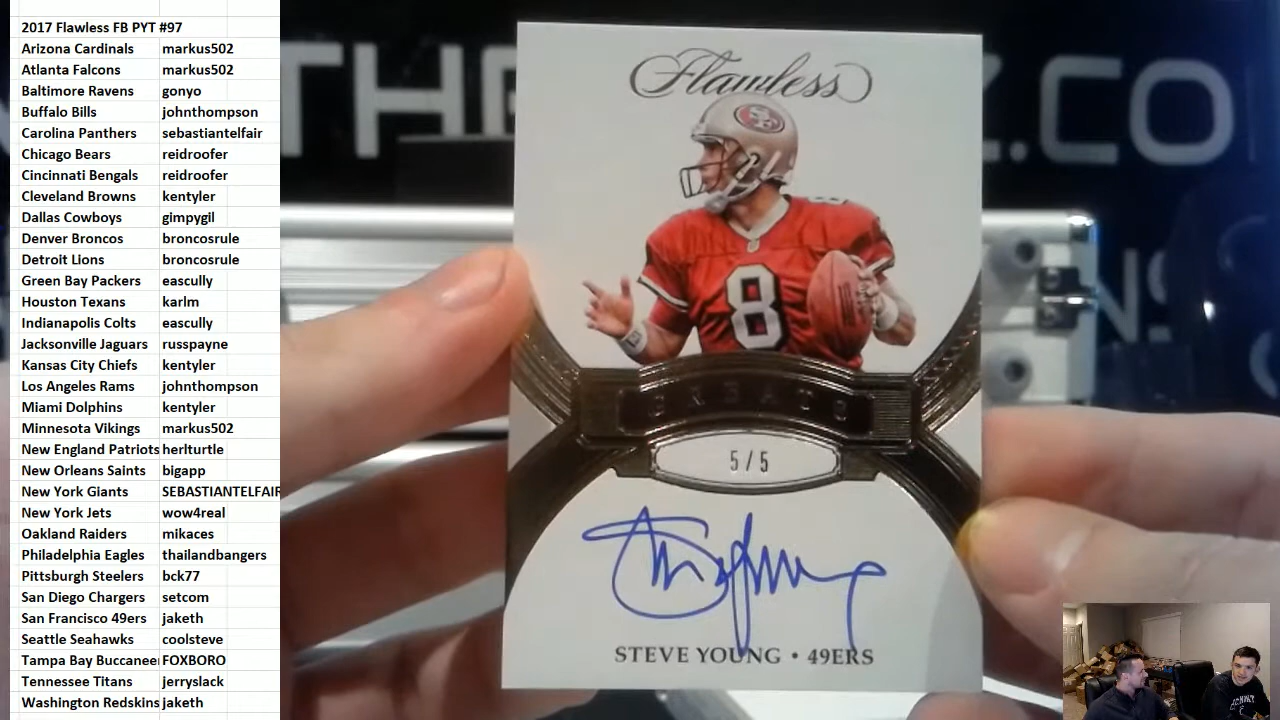 2017 Flawless FB PYT #97
Arizona Cardinals markus502
Atlanta Falcons markus502
Baltimore Ravens gonyo
Buffalo Bills johnthompson
Carolina Panthers sebastiantelfair
Chicago Bears reidroofer
Cincinnati Bengals reidroofer
Cleveland Browns kentyler
Dallas Cowboys gimpygil
Denver Broncos broncosrule
Detroit Lions broncosrule
Green Bay Packers eascully
Houston Texans karlm
Indianapolis Colts eascully
Jacksonville Jaguars russpayne
Kansas City Chiefs kentyler
Los Angeles Rams johnthompson
Miami Dolphins kentyler
Minnesota Vikings markus502
New England Patriots herlturtle
New Orleans Saints bigapp
New York Giants SEBASTIANTELFAIR
New York Jets wow4real
Oakland Raiders mikaces
Philadelphia Eagles thailandbangers
Pittsburgh Steelers bck77
San Diego Chargers setcom
San Francisco 49ers jaketh
Seattle Seahawks coolsteve
Tampa Bay Buccanee FOXBORO
Tennessee Titans jerryslack
Washington Redskins jaketh
THE
Z.CO
Flawless
8
GREATS
5/5
STEVE YOUNG • 49ERS